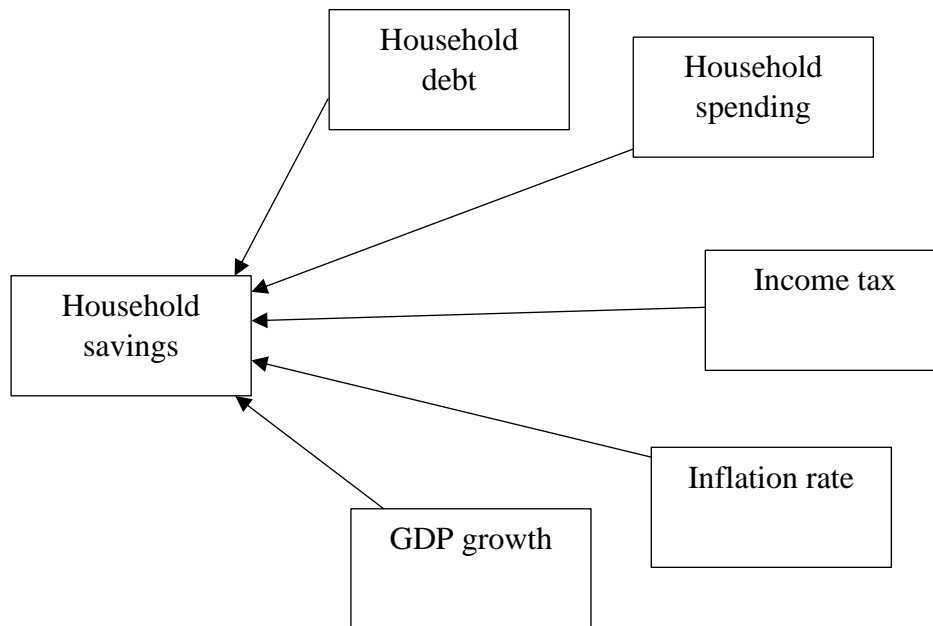 Household
debt
Household
spending
Income tax
Household
savings
Inflation rate
GDP growth